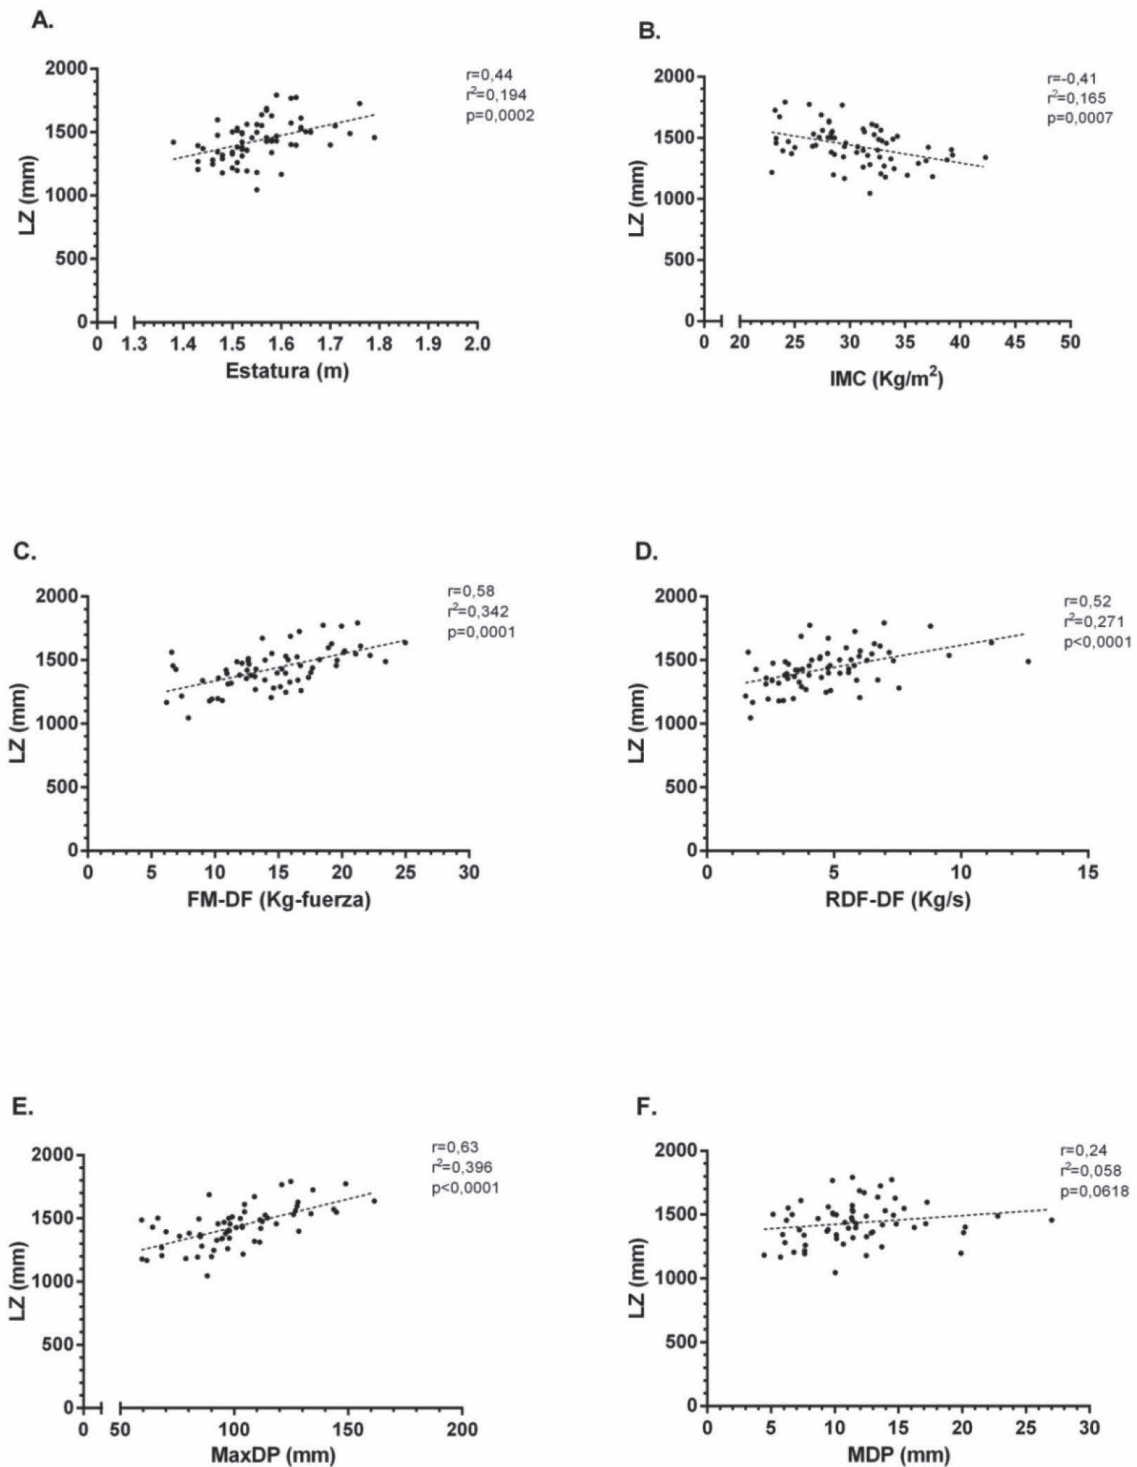 A.
r=0,44
r²=0,194
p=0,0002
2000
1500
1000
500
0
LZ (mm)
0 1.3 1.4 1.5 1.6 1.7 1.8 1.9 2.0
Estatura (m)
B.
r=-0,41
r²=0,165
p=0,0007
2000
1500
1000
500
0
LZ (mm)
0 20 25 30 35 40 45 50
IMC (Kg/m²)
C.
r=0,58
r²=0,342
p=0,0001
2000
1500
1000
500
0
LZ (mm)
0 5 10 15 20 25 30
FM-DF (Kg-fuerza)
D.
r=0,52
r²=0,271
p<0,0001
2000
1500
1000
500
0
LZ (mm)
0 5 10 15
RDF-DF (Kg/s)
E.
r=0,63
r²=0,396
p<0,0001
2000
1500
1000
500
0
LZ (mm)
0 50 100 150 200
MaxDP (mm)
F.
r=0,24
r²=0,058
p=0,0618
2000
1500
1000
500
0
LZ (mm)
0 5 10 15 20 25 30
MDP (mm)